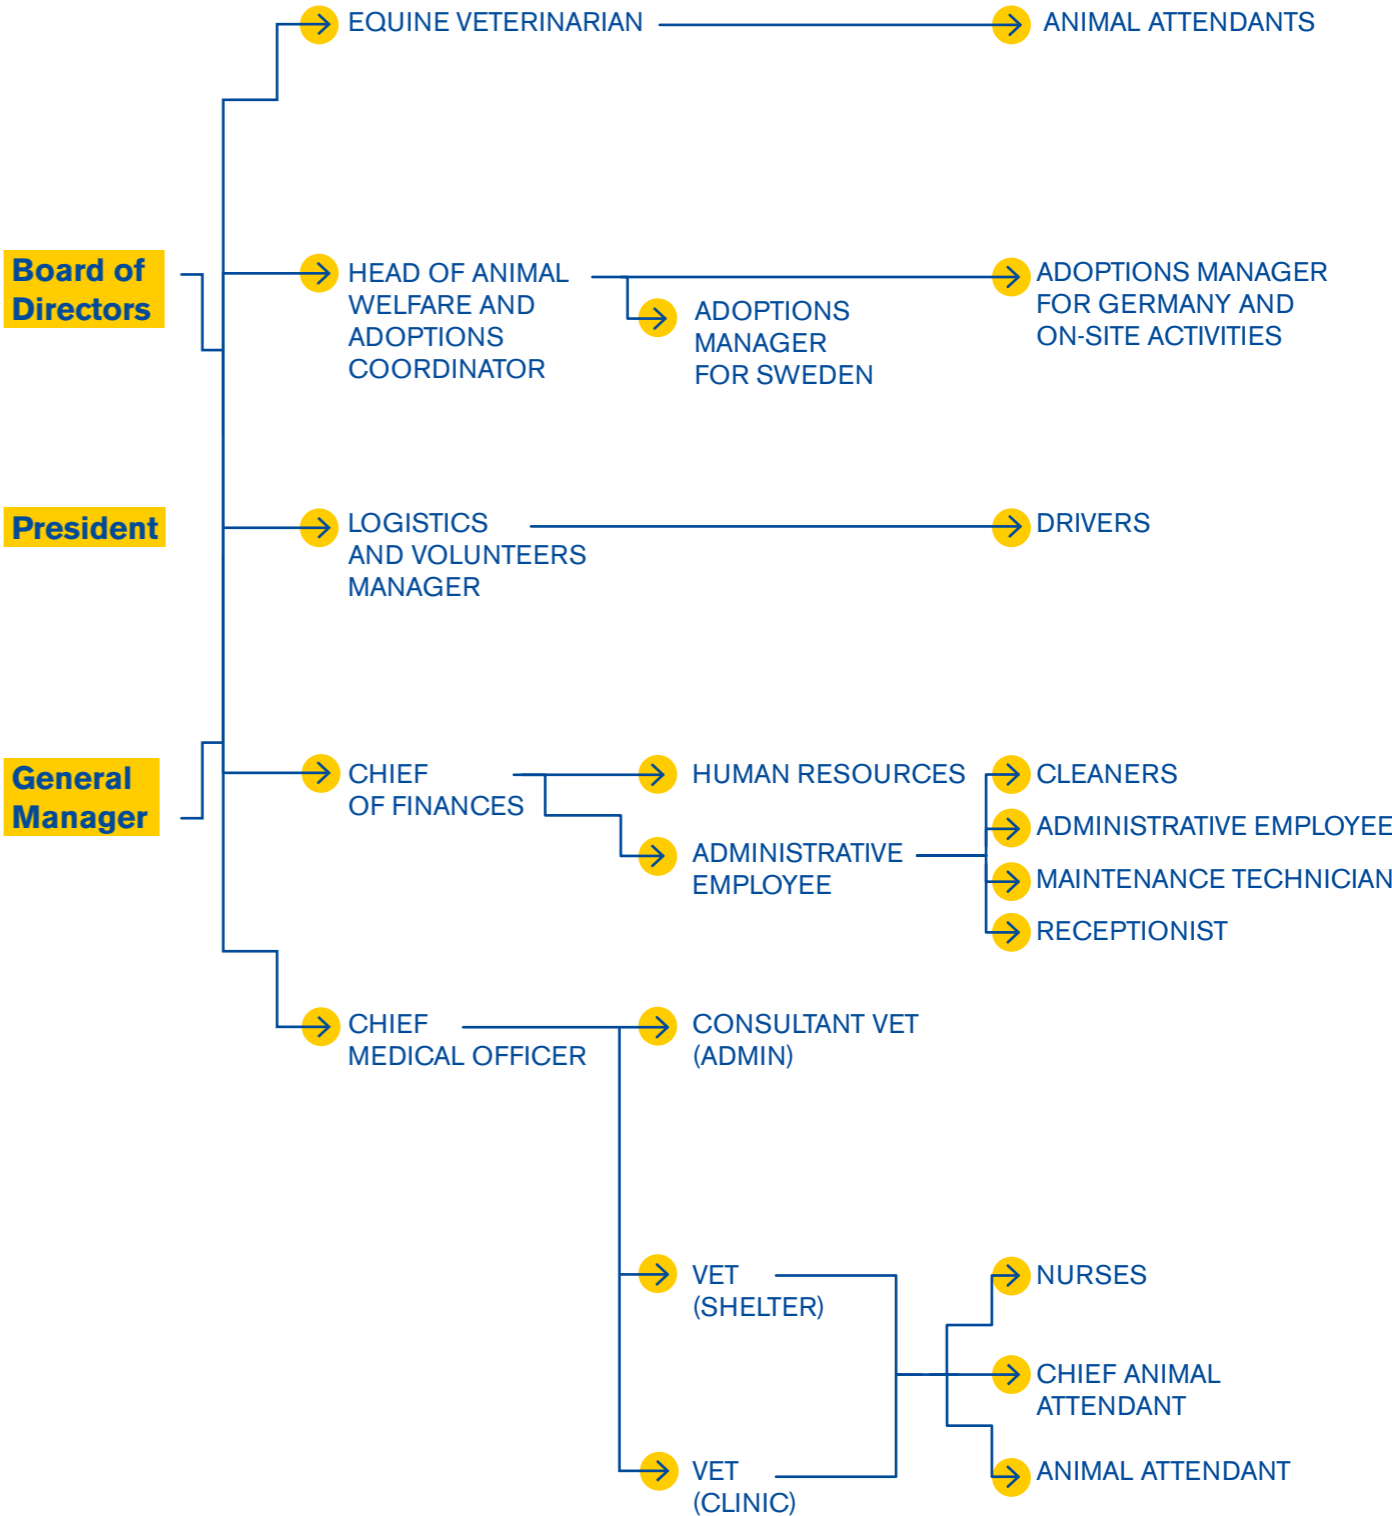 EQUINE VETERINARIAN
ANIMAL ATTENDANTS
Board of
Directors
HEAD OF ANIMAL
WELFARE AND
ADOPTIONS
COORDINATOR
ADOPTIONS
MANAGER
FOR SWEDEN
ADOPTIONS MANAGER
FOR GERMANY AND
ON-SITE ACTIVITIES
President
LOGISTICS
AND VOLUNTEERS
MANAGER
DRIVERS
General
Manager
CHIEF
OF FINANCES
HUMAN RESOURCES
ADMINISTRATIVE
EMPLOYEE
CLEANERS
ADMINISTRATIVE EMPLOYEE
MAINTENANCE TECHNICIAN
RECEPTIONIST
CHIEF
MEDICAL OFFICER
CONSULTANT VET
(ADMIN)
VET
(SHELTER)
VET
(CLINIC)
NURSES
CHIEF ANIMAL
ATTENDANT
ANIMAL ATTENDANT